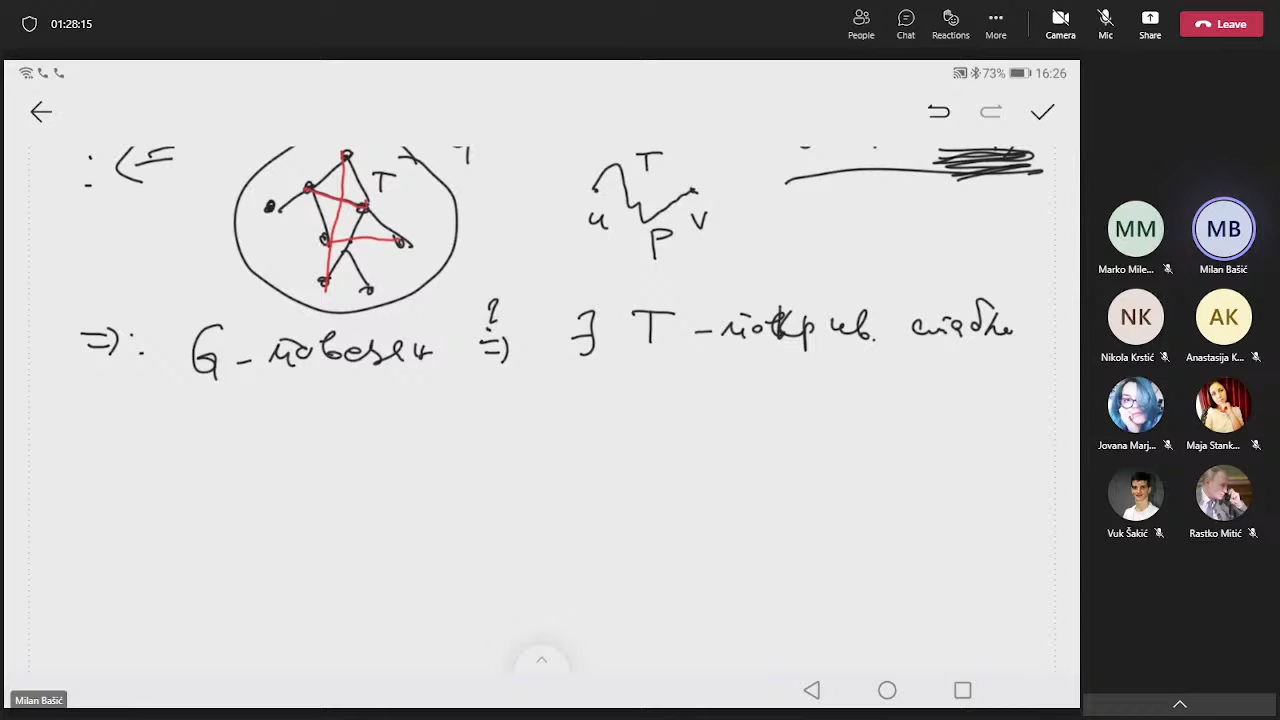 01:28:15
People
Chat
Reactions
More
Camera
Mic
Share
Leave
73% 16:26
: (⇐
T
T
u
v
P
⇒: G - повезан ?⇒ ∃ T - покрив. стабло
MM
MB
Marko Mile...
Milan Bašić
NK
AK
Nikola Krstić
Anastasija K...
Jovana Marj...
Maja Stank...
Vuk Šakić
Rastko Mitić
Milan Bašić